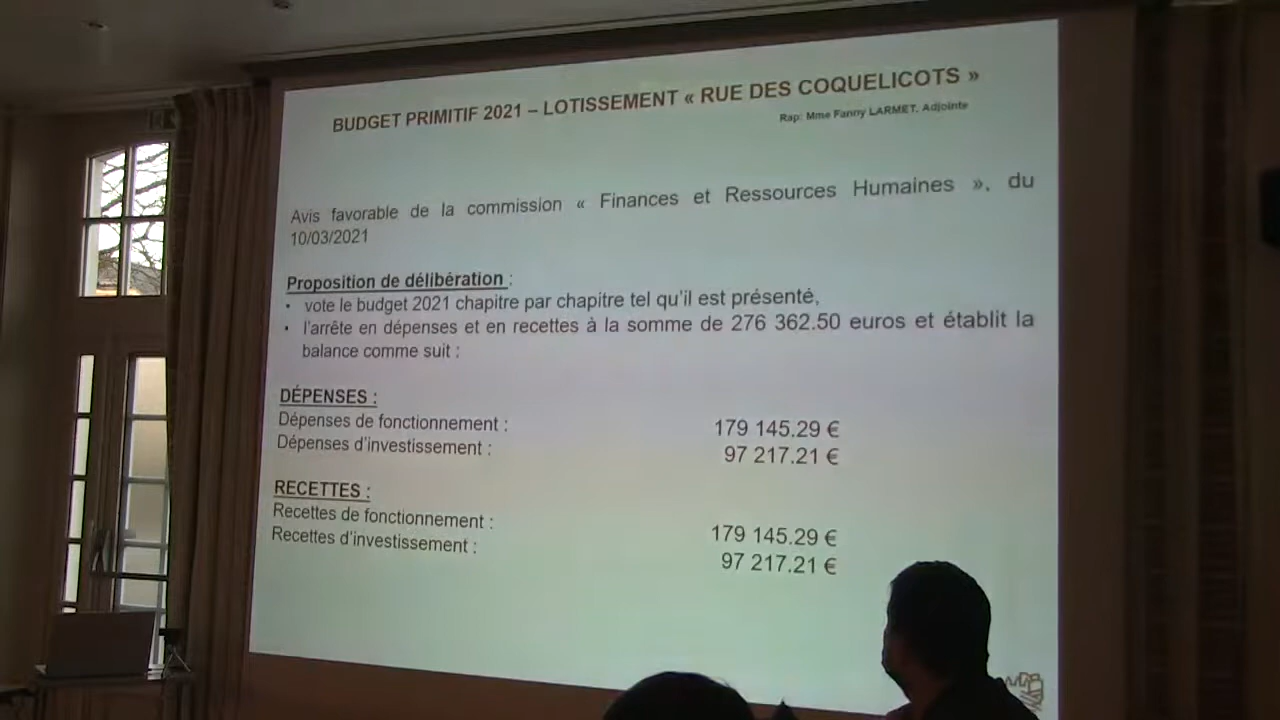 BUDGET PRIMITIF 2021 – LOTISSEMENT « RUE DES COQUELICOTS »
Rap: Mme Fanny LARMET, Adjointe
Avis favorable de la commission « Finances et Ressources Humaines », du
10/03/2021
Proposition de délibération :
• vote le budget 2021 chapitre par chapitre tel qu’il est présenté,
• l’arrête en dépenses et en recettes à la somme de 276 362.50 euros et établit la
balance comme suit :
DÉPENSES :
Dépenses de fonctionnement : 179 145.29 €
Dépenses d’investissement : 97 217.21 €
RECETTES :
Recettes de fonctionnement : 179 145.29 €
Recettes d’investissement : 97 217.21 €